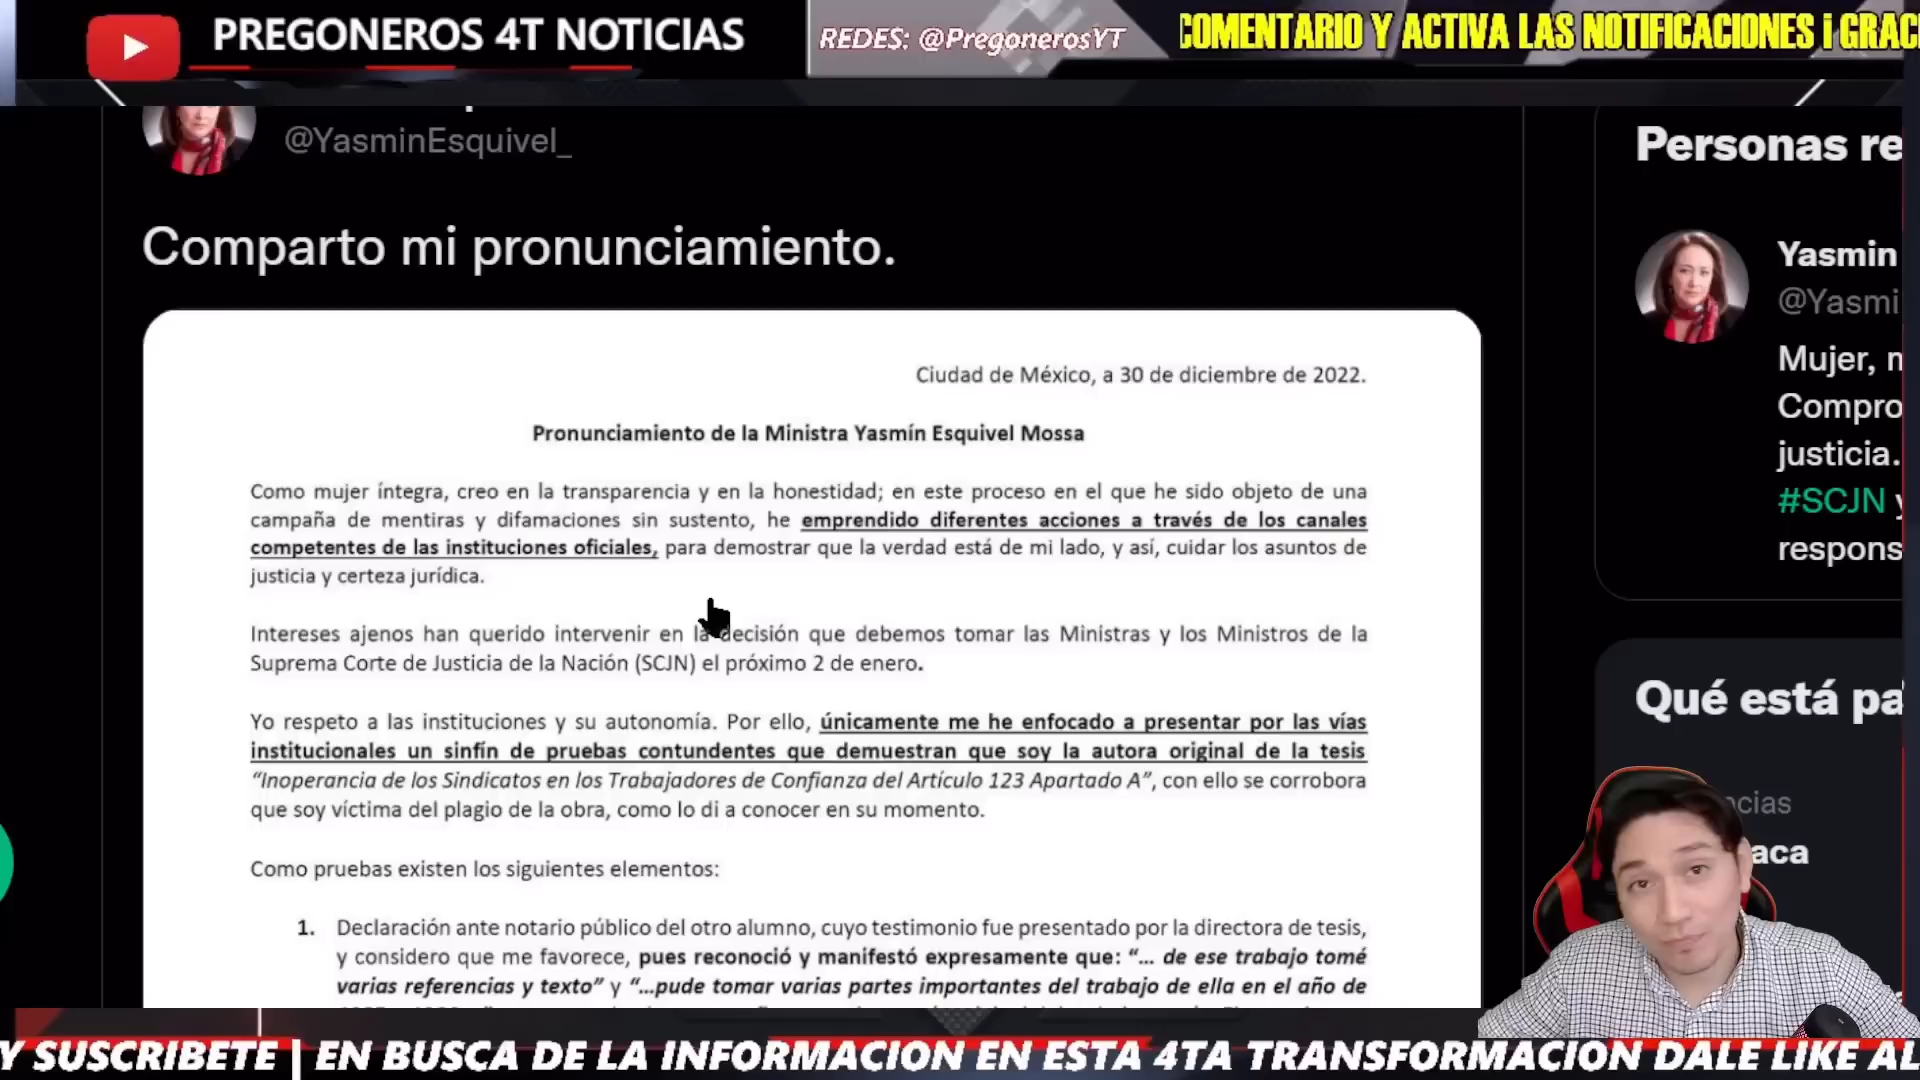 PREGONEROS 4T NOTICIAS
REDES: @PregonerosYT
COMENTARIO Y ACTIVA LAS NOTIFICACIONES ¡ GRAC
@YasminEsquivel_
Comparto mi pronunciamiento.
Ciudad de México, a 30 de diciembre de 2022.
Pronunciamiento de la Ministra Yasmín Esquivel Mossa
Como mujer íntegra, creo en la transparencia y en la honestidad; en este proceso en el que he sido objeto de una
campaña de mentiras y difamaciones sin sustento, he emprendido diferentes acciones a través de los canales
competentes de las instituciones oficiales, para demostrar que la verdad está de mi lado, y así, cuidar los asuntos de
justicia y certeza jurídica.
Intereses ajenos han querido intervenir en la decisión que debemos tomar las Ministras y los Ministros de la
Suprema Corte de Justicia de la Nación (SCJN) el próximo 2 de enero.
Yo respeto a las instituciones y su autonomía. Por ello, únicamente me he enfocado a presentar por las vías
institucionales un sinfín de pruebas contundentes que demuestran que soy la autora original de la tesis
“Inoperancia de los Sindicatos en los Trabajadores de Confianza del Artículo 123 Apartado A”, con ello se corrobora
que soy víctima del plagio de la obra, como lo di a conocer en su momento.
Como pruebas existen los siguientes elementos:
1. Declaración ante notario público del otro alumno, cuyo testimonio fue presentado por la directora de tesis,
y considero que me favorece, pues reconoció y manifestó expresamente que: “... de ese trabajo tomé
varias referencias y texto” y “...pude tomar varias partes importantes del trabajo de ella en el año de
Personas re
Yasmin
@Yasmi
Mujer, m
Compro
justicia.
#SCJN y
respons
Qué está pa
ncias
aca
Y SUSCRIBETE | EN BUSCA DE LA INFORMACION EN ESTA 4TA TRANSFORMACION DALE LIKE AL